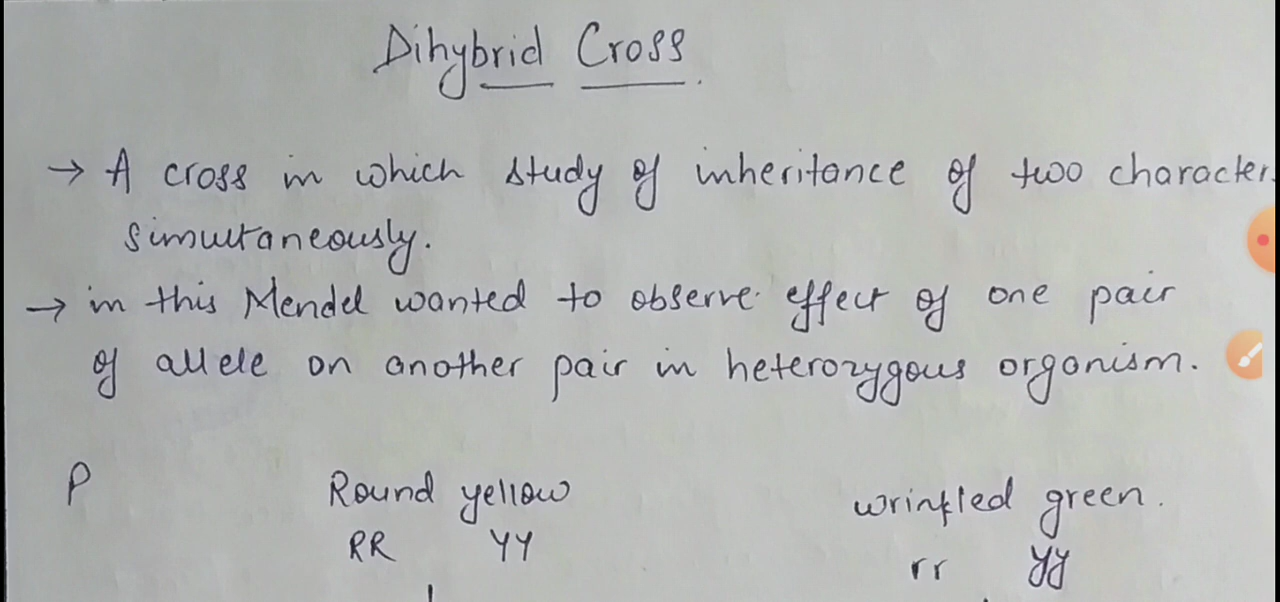 Dihybrid Cross.
→ A cross in which study of inheritance of two character
simultaneously.
→ in this Mendel wanted to observe effect of one pair
of allele on another pair in heterozygous organism.
P Round yellow wrinkled green.
RR YY rr yy